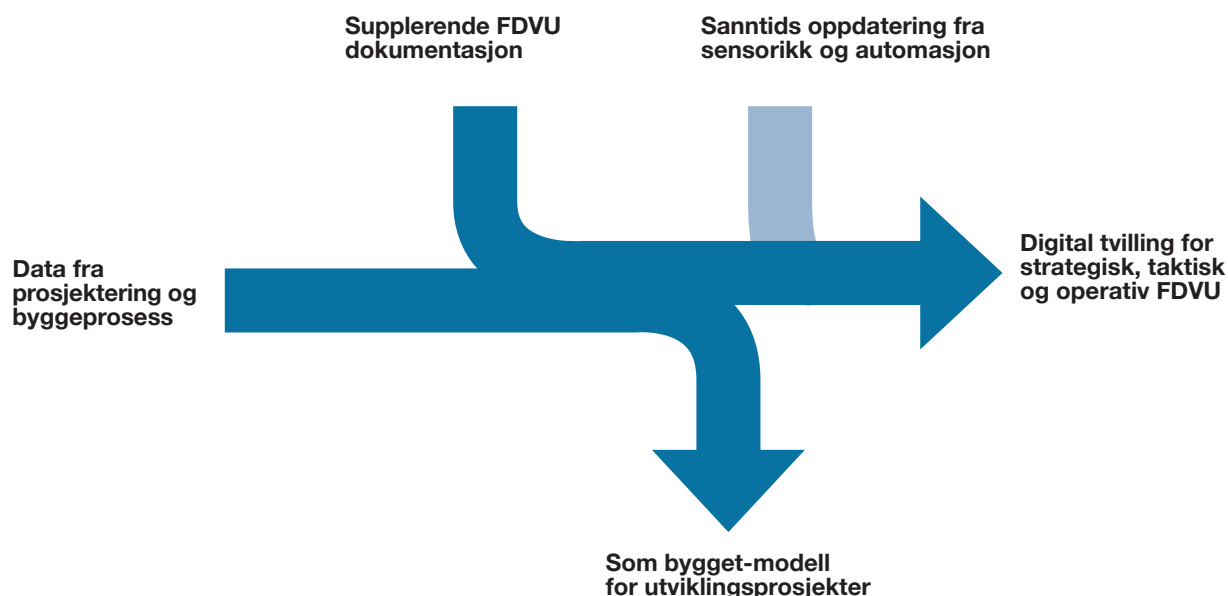 Supplerende FDVU
dokumentasjon
Sanntids oppdatering fra
sensorikk og automasjon
Data fra
prosjektering og
byggeprosess
Digital tvilling for
strategisk, taktisk
og operativ FDVU
Som bygget-modell
for utviklingsprosjekter